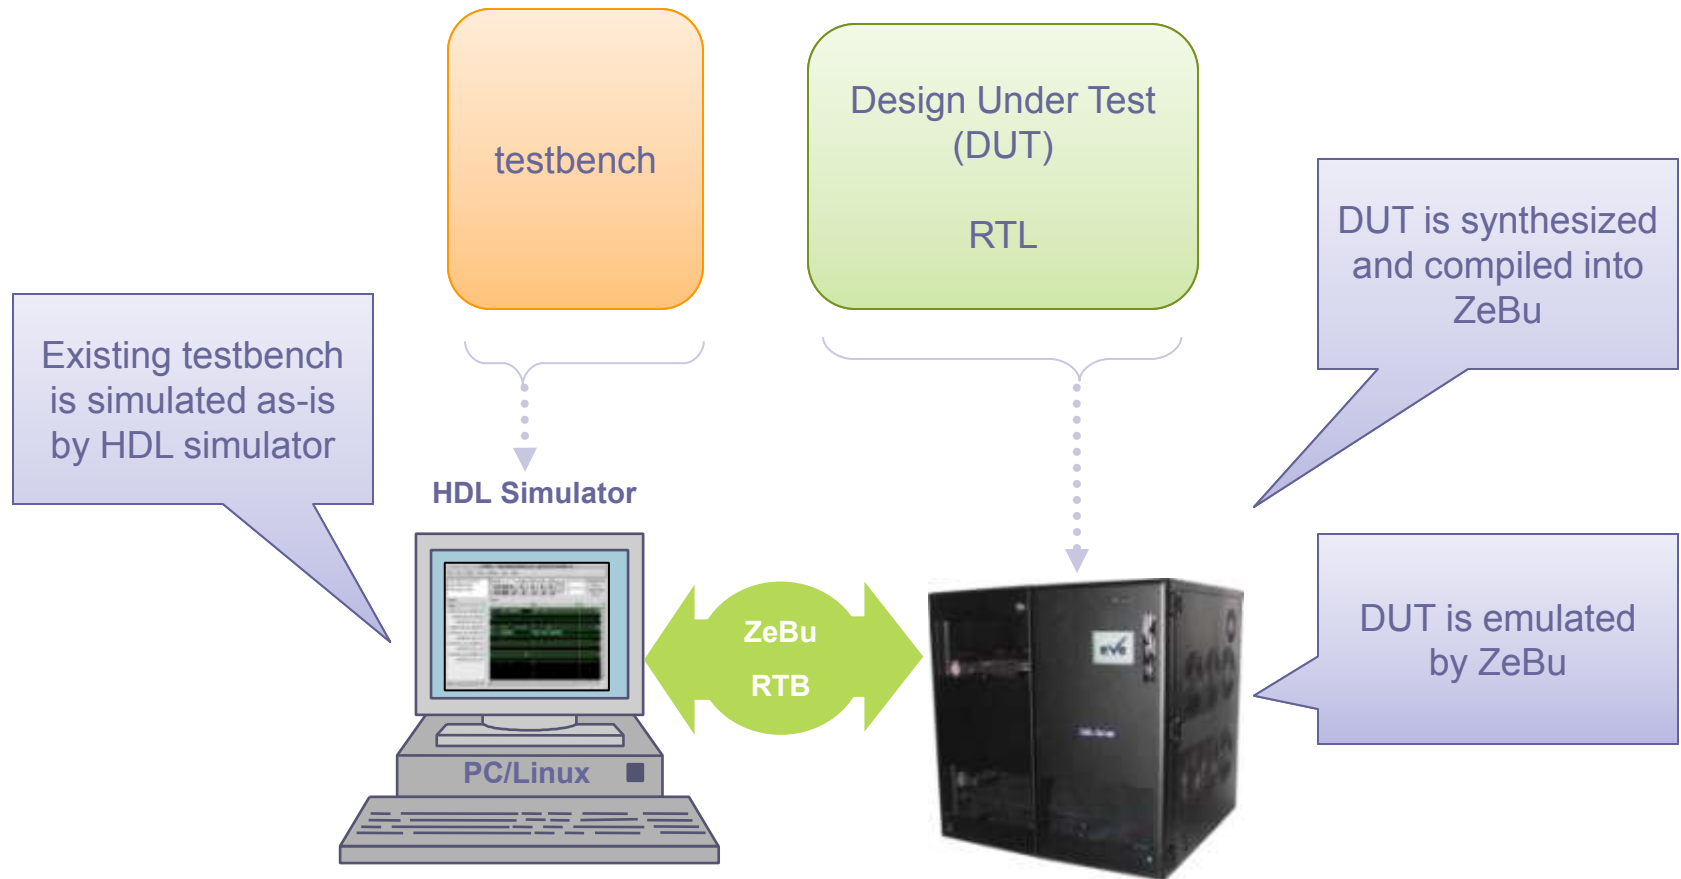 testbench
Design Under Test
(DUT)
RTL
DUT is synthesized
and compiled into
ZeBu
Existing testbench
is simulated as-is
by HDL simulator
HDL Simulator
ZeBu
RTB
eve
DUT is emulated
by ZeBu
PC/Linux